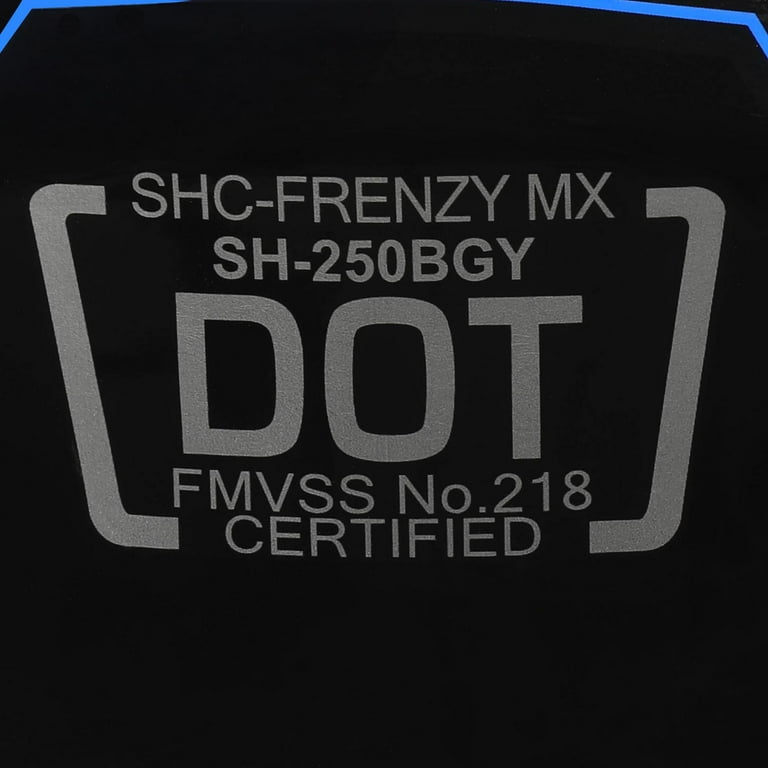 SHC-FRENZY MX
SH-250BGY
DOT
FMVSS No.218
CERTIFIED